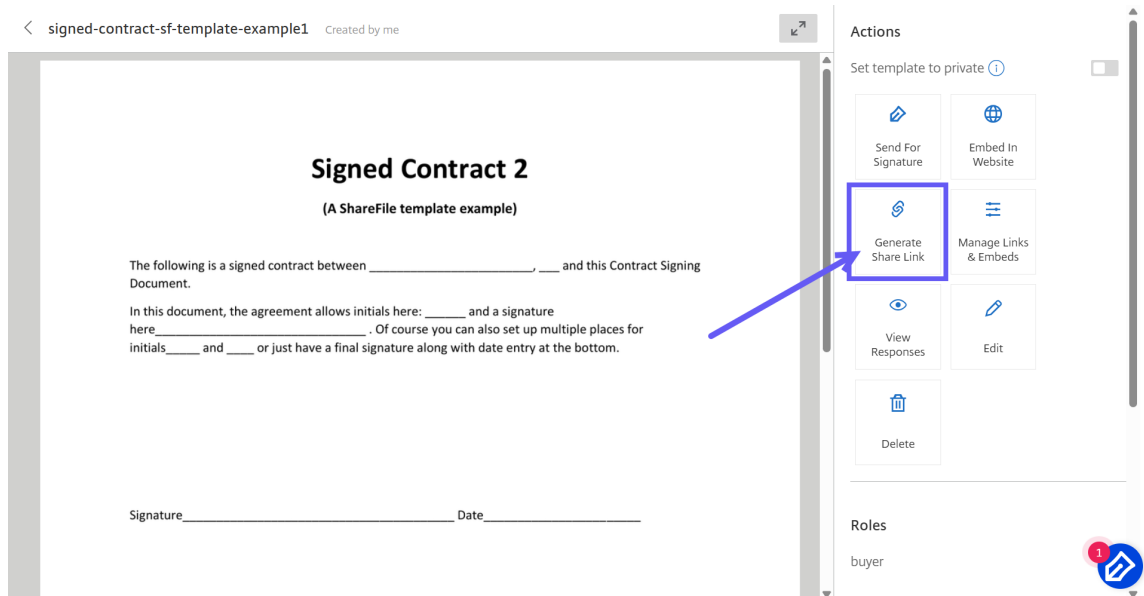 signed-contract-sf-template-example1 Created by me
Signed Contract 2
(A ShareFile template example)
The following is a signed contract between _________________________, ___ and this Contract Signing
Document.
In this document, the agreement allows initials here: ______ and a signature
here________________________________ . Of course you can also set up multiple places for
initials_____ and ____ or just have a final signature along with date entry at the bottom.
Signature_________________________________________ Date________________________
Actions
Set template to private
Send For
Signature
Embed In
Website
Generate
Share Link
Manage Links
& Embeds
View
Responses
Edit
Delete
Roles
buyer
1